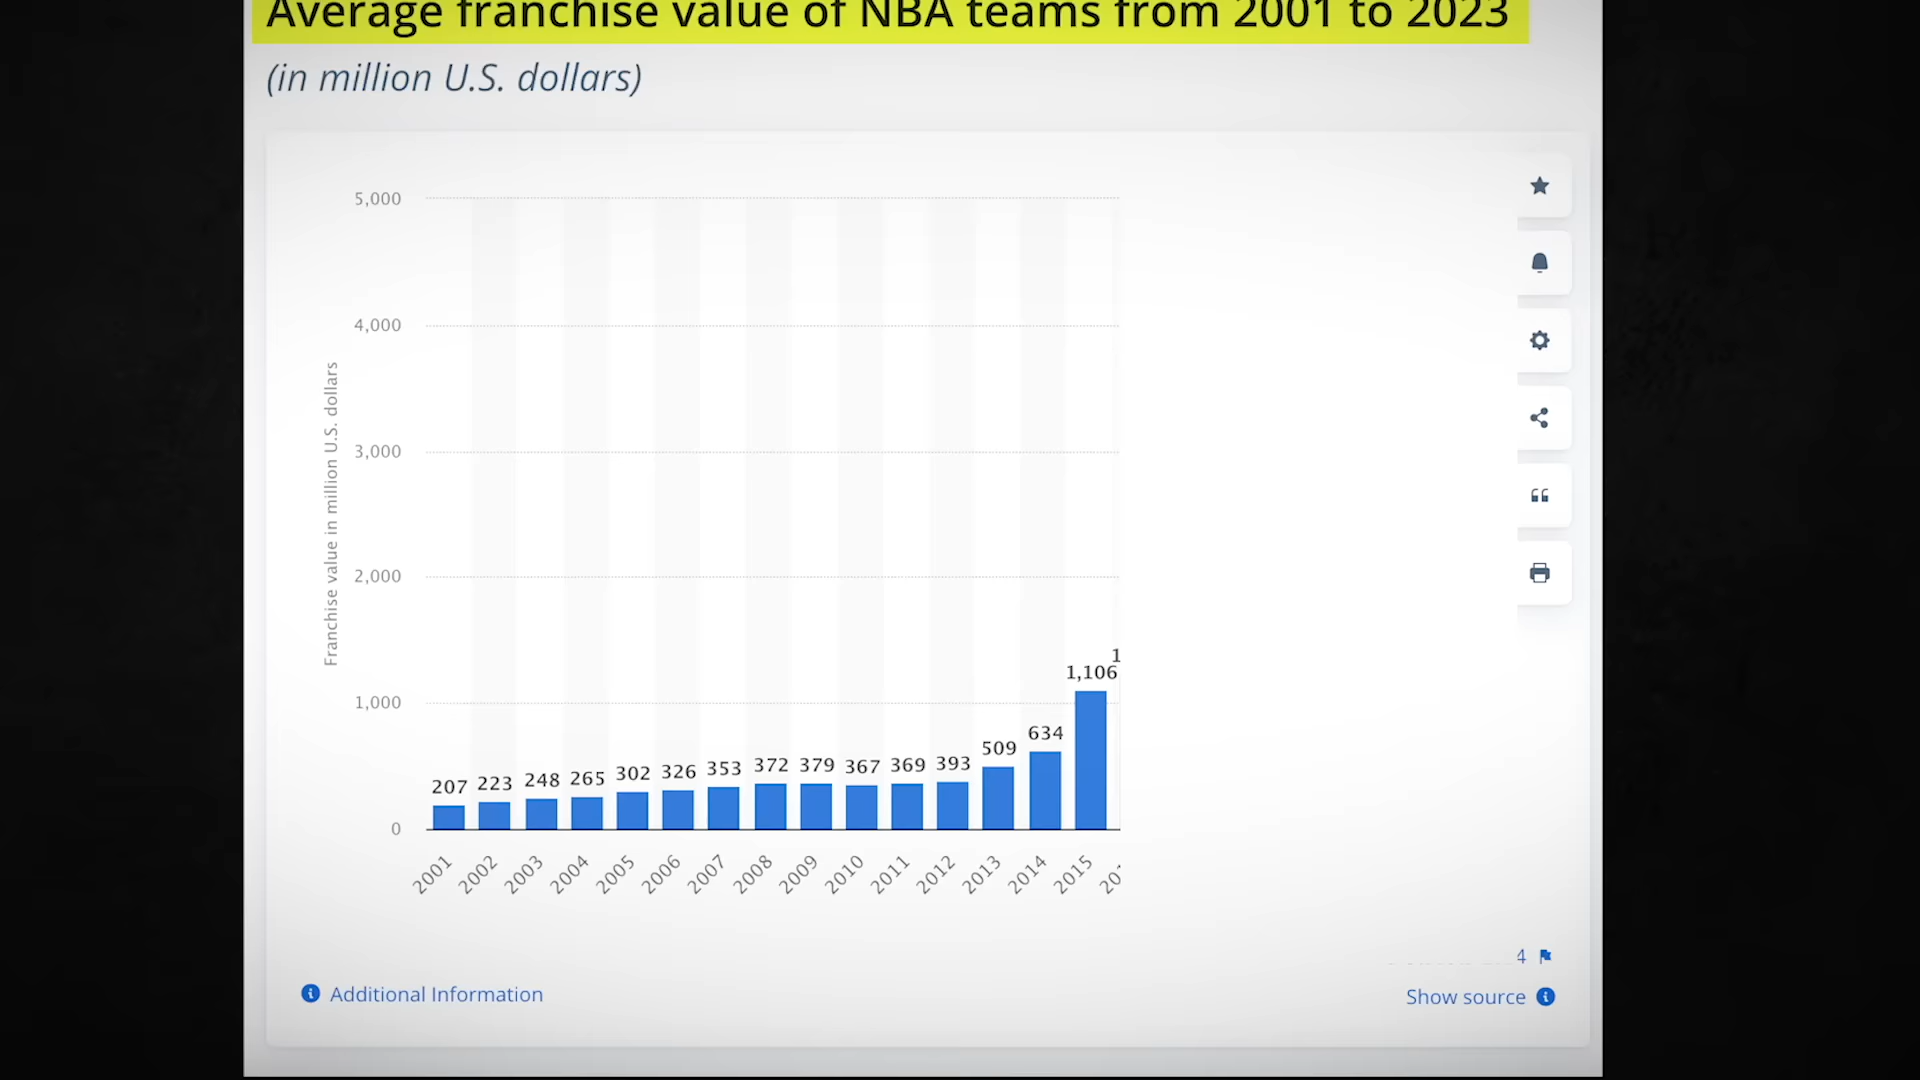 Average franchise value of NBA teams from 2001 to 2023
(in million U.S. dollars)
Franchise value in million U.S. dollars
5,000
4,000
3,000
2,000
1,000
0
207 223 248 265 302 326 353 372 379 367 369 393 509 634 1,106 1
2001 2002 2003 2004 2005 2006 2007 2008 2009 2010 2011 2012 2013 2014 2015
4
Additional Information
Show source